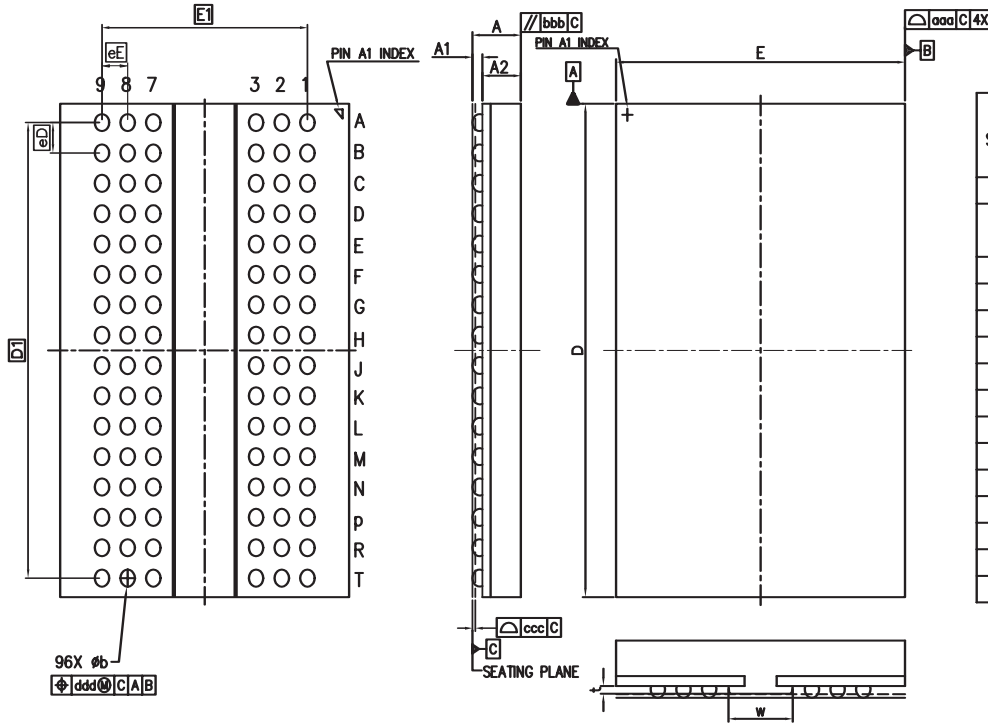 E1
A
// bbb C
⌓ aaa C 4X
eE
PIN A1 INDEX
A1
PIN A1 INDEX
E
B
A2
A
9 8 7 3 2 1
A
eD
B
C
D
E
F
G
H
D1
D
J
K
L
M
N
p
R
T
⌓ ccc C
96X øb
C
SEATING PLANE
⌖ ddd Ⓜ C A B
t
w